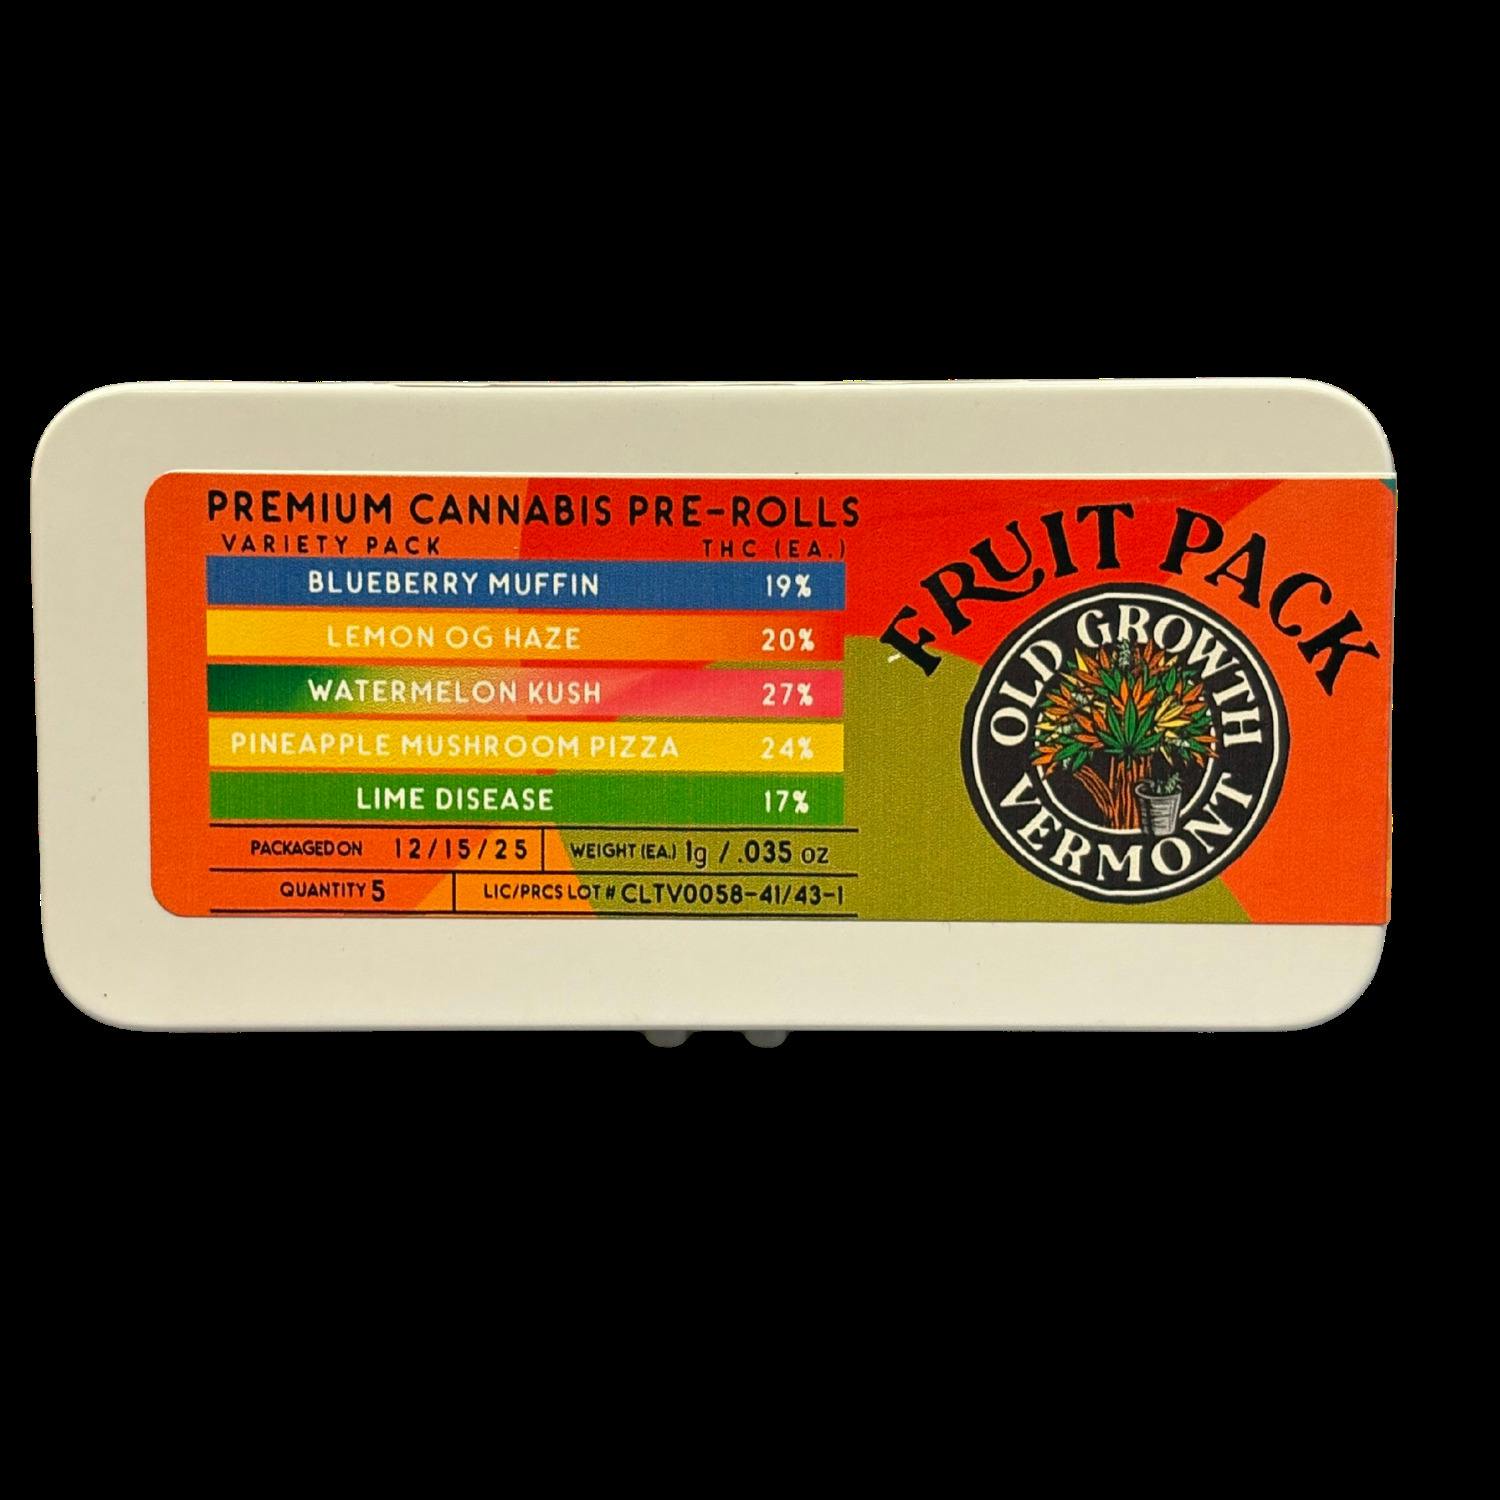 PREMIUM CANNABIS PRE-ROLLS
VARIETY PACK THC (EA.)
BLUEBERRY MUFFIN 19%
LEMON OG HAZE 20%
WATERMELON KUSH 27%
PINEAPPLE MUSHROOM PIZZA 24%
LIME DISEASE 17%
PACKAGED ON 12/15/25 WEIGHT (EA.) 1g / .035 oz
QUANTITY 5 LIC/PRCS LOT # CLTV0058-41/43-1
FRUIT PACK
OLD GROWTH
VERMONT